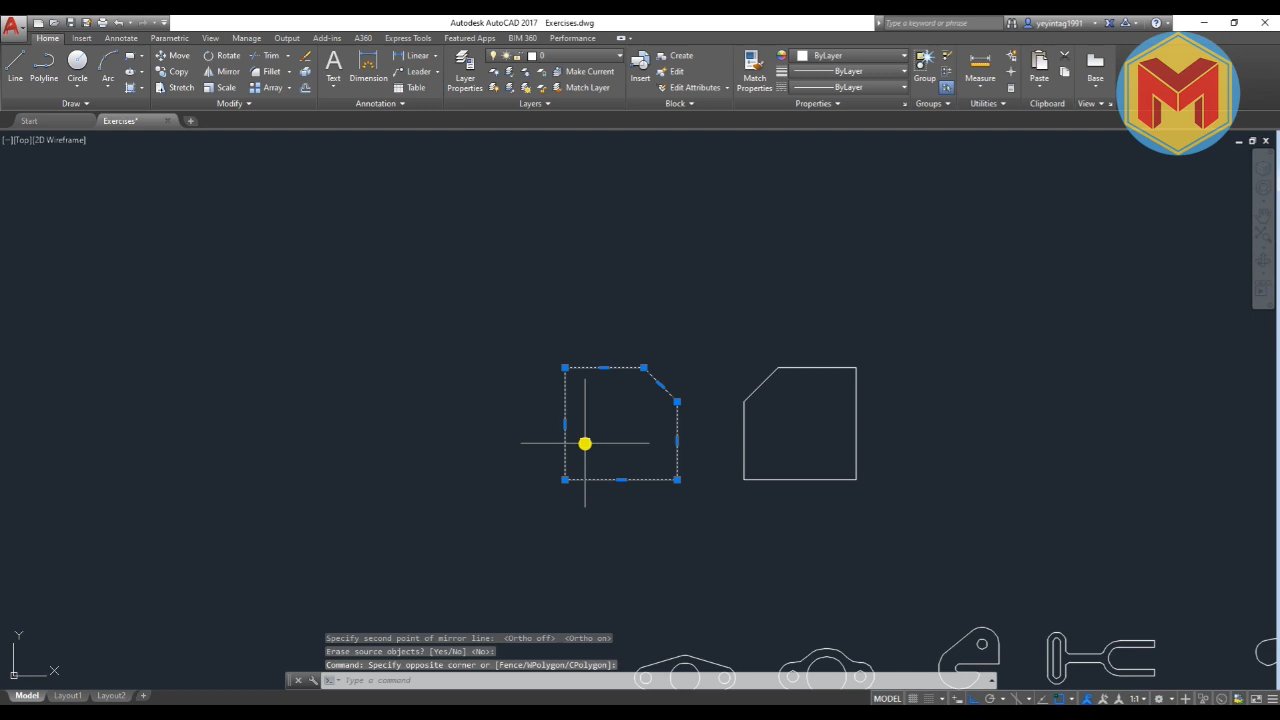 Autodesk AutoCAD 2017 Exercises.dwg
Type a keyword or phrase
yeyintag1991
Home Insert Annotate Parametric View Manage Output Add-ins A360 Express Tools Featured Apps BIM 360 Performance
Line Polyline Circle Arc
Move Rotate Trim
Copy Mirror Fillet
Stretch Scale Array
Text Dimension
Linear
Leader
Table
Layer Properties
0
Make Current
Match Layer
Insert
Create
Edit
Edit Attributes
Match Properties
ByLayer
ByLayer
ByLayer
Group Measure Paste Base
Draw Modify Annotation Layers Block Properties Groups Utilities Clipboard View
M
Start Exercises*
[−][Top][2D Wireframe]
Specify second point of mirror line: <Ortho off> <Ortho on>
Erase source objects? [Yes/No] <No>:
Command: Specify opposite corner or [Fence/WPolygon/CPolygon]:
Type a command
Y
X
Model Layout1 Layout2
MODEL 1:1